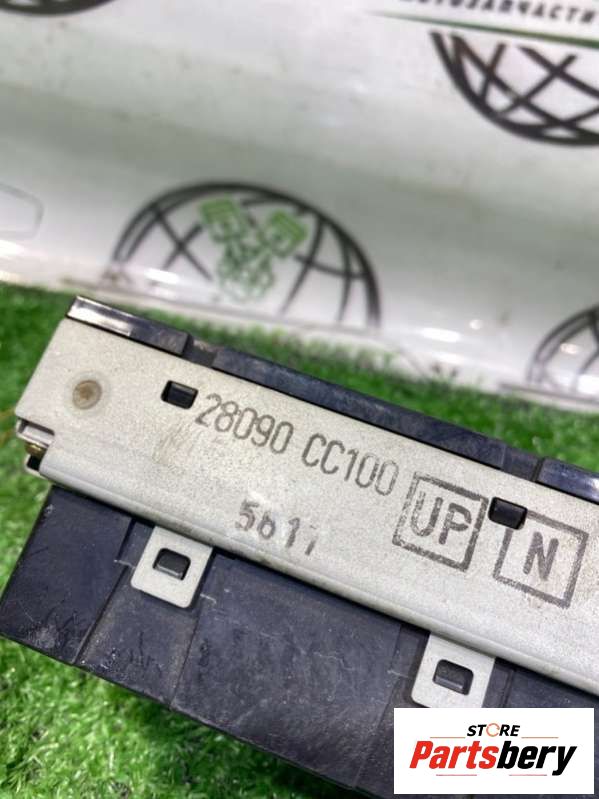 АВТОЗАПЧАСТИ
28090 CC100
5617
UP
N
STORE
Partsbery